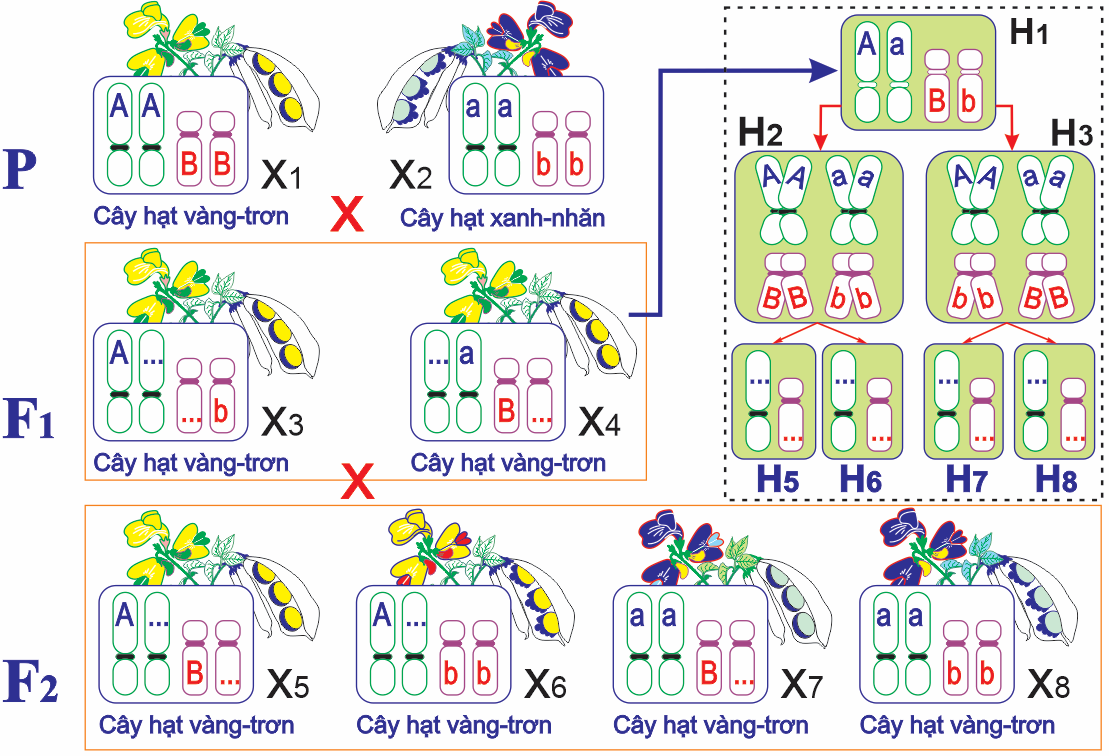 P
A A B B
X1
Cây hạt vàng-trơn
X
X2
a a b b
Cây hạt xanh-nhăn
F1
A ... ... b
X3
Cây hạt vàng-trơn
X
... a B ...
X4
Cây hạt vàng-trơn
F2
A ... B ...
X5
Cây hạt vàng-trơn
A ... b b
X6
Cây hạt vàng-trơn
a a B ...
X7
Cây hạt vàng-trơn
a a b b
X8
Cây hạt vàng-trơn
H1
A a B b
H2
A A a a
B B b b
H3
A A a a
b b B B
... ...
H5
... ...
H6
... ...
H7
... ...
H8